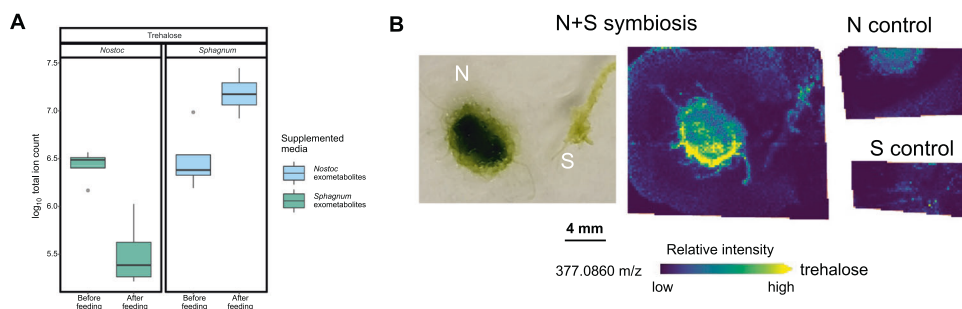 A
Trehalose
Nostoc
Sphagnum
7.5
7.0
6.5
6.0
5.5
log10 total ion count
Before feeding
After feeding
Before feeding
After feeding
Supplemented
media
Nostoc
exometabolites
Sphagnum
exometabolites
B
N+S symbiosis
N control
N
S
S control
4 mm
Relative intensity
377.0860 m/z
trehalose
low
high